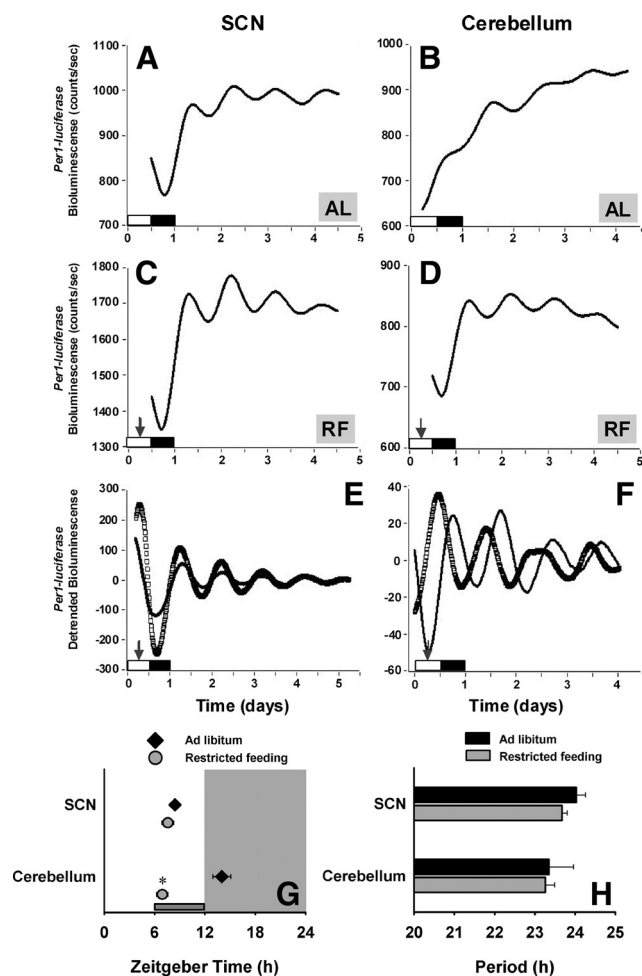 SCN
Cerebellum
A
1100
1000
900
800
700
Per1-luciferase
Bioluminescense (counts/sec)
AL
0 1 2 3 4 5
B
1000
900
800
700
600
AL
0 1 2 3 4 5
C
1800
1700
1600
1500
1400
1300
Per1-luciferase
Bioluminescense (counts/sec)
RF
0 1 2 3 4 5
D
900
800
700
600
RF
0 1 2 3 4 5
E
300
200
100
0
-100
-200
-300
Per1-luciferase
Detrended Bioluminescense
0 1 2 3 4 5
Time (days)
F
40
20
0
-20
-40
-60
0 1 2 3 4
Time (days)
Ad libitum
Restricted feeding
SCN
Cerebellum
*
G
0 6 12 18 24
Zeitgeber Time (h)
Ad libitum
Restricted feeding
SCN
Cerebellum
H
20 21 22 23 24 25
Period (h)